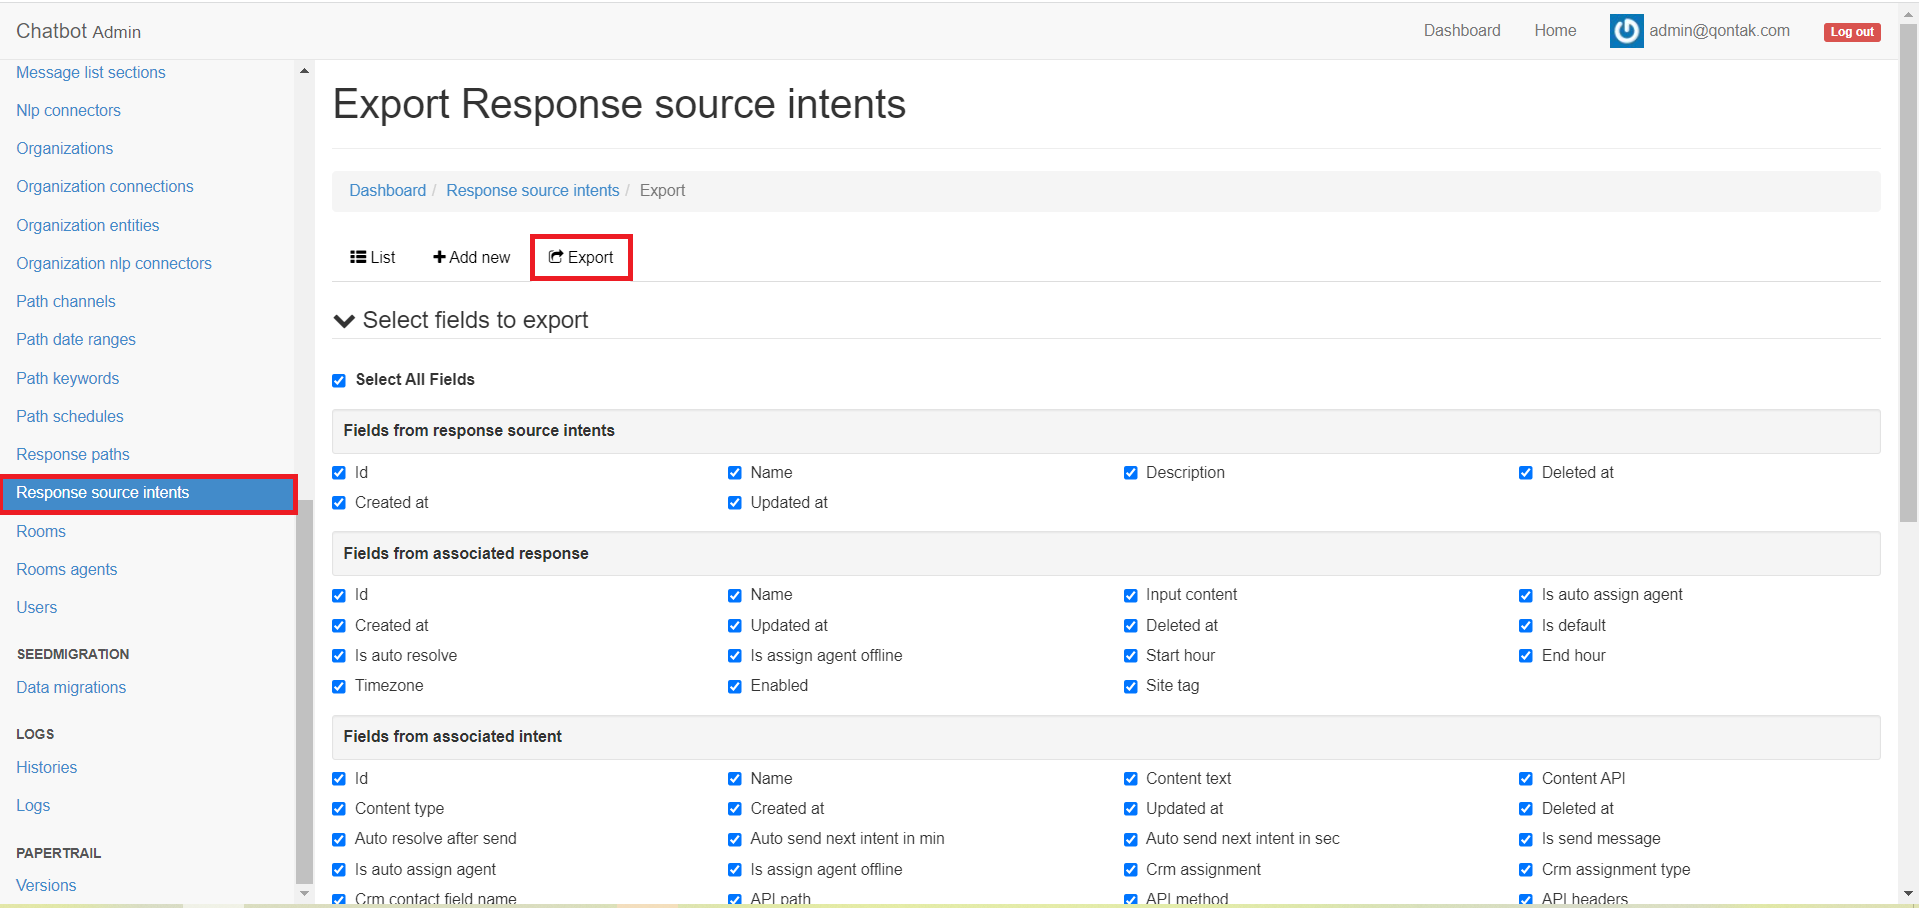 Chatbot Admin
Dashboard
Home
admin@qontak.com
Log out
Message list sections
Nlp connectors
Organizations
Organization connections
Organization entities
Organization nlp connectors
Path channels
Path date ranges
Path keywords
Path schedules
Response paths
Response source intents
Rooms
Rooms agents
Users
SEEDMIGRATION
Data migrations
LOGS
Histories
Logs
PAPERTRAIL
Versions
Export Response source intents
Dashboard / Response source intents / Export
List
Add new
Export
Select fields to export
Select All Fields
Fields from response source intents
Id Name Description Deleted at
Created at Updated at
Fields from associated response
Id Name Input content Is auto assign agent
Created at Updated at Deleted at Is default
Is auto resolve Is assign agent offline Start hour End hour
Timezone Enabled Site tag
Fields from associated intent
Id Name Content text Content API
Content type Created at Updated at Deleted at
Auto resolve after send Auto send next intent in min Auto send next intent in sec Is send message
Is auto assign agent Is assign agent offline Crm assignment Crm assignment type
Crm contact field name API path API method API headers